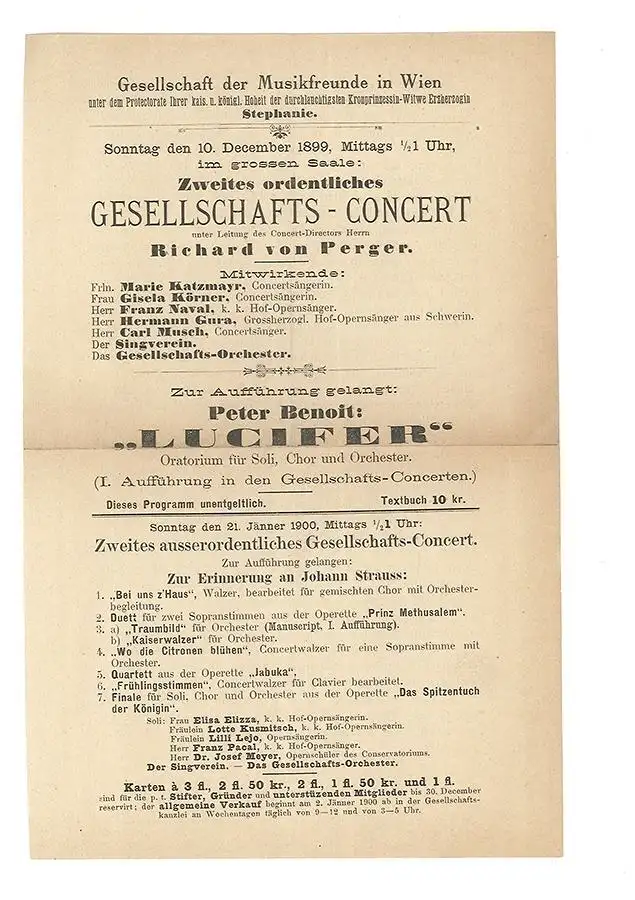 Gesellschaft der Musikfreunde in Wien
unter dem Protectorate Ihrer kais. u. königl. Hoheit der durchlauchtigsten Kronprinzessin-Witwe Erzherzogin
Stephanie.
Sonntag den 10. December 1899, Mittags 1/2 1 Uhr,
im grossen Saale:
Zweites ordentliches
GESELLSCHAFTS - CONCERT
unter Leitung des Concert-Directors Herrn
Richard von Perger.
Mitwirkende:
Frln. Marie Katzmayr, Concertsängerin.
Frau Gisela Körner, Concertsängerin.
Herr Franz Naval, k. k. Hof-Opernsänger.
Herr Hermann Gura, Grossherzogl. Hof-Opernsänger aus Schwerin.
Herr Carl Musch, Concertsänger.
Der Singverein.
Das Gesellschafts-Orchester.
Zur Aufführung gelangt:
Peter Benoit:
„LUCIFER“
Oratorium für Soli, Chor und Orchester.
(I. Aufführung in den Gesellschafts-Concerten.)
Dieses Programm unentgeltlich. Textbuch 10 kr.
Sonntag den 21. Jänner 1900, Mittags 1/2 1 Uhr:
Zweites ausserordentliches Gesellschafts-Concert.
Zur Aufführung gelangen:
Zur Erinnerung an Johann Strauss:
1. „Bei uns z'Haus“, Walzer, bearbeitet für gemischten Chor mit Orchester-
begleitung.
2. Duett für zwei Sopranstimmen aus der Operette „Prinz Methusalem“.
3. a) „Traumbild“ für Orchester (Manuscript, I. Aufführung).
b) „Kaiserwalzer“ für Orchester.
4. „Wo die Citronen blühen“, Concertwalzer für eine Sopranstimme mit
Orchester.
5. Quartett aus der Operette „Jabuka“,
6. „Frühlingsstimmen“, Concertwalzer für Clavier bearbeitet.
7. Finale für Soli, Chor und Orchester aus der Operette „Das Spitzentuch
der Königin“.
Soli: Frau Elisa Elizza, k. k. Hof-Opernsängerin.
Fräulein Lotte Kusmitsch, k. k. Hof-Opernsängerin.
Fräulein Lilli Lejo, Opernsängerin.
Herr Franz Pacal, k. k. Hof-Opernsänger.
Herr Dr. Josef Meyer, Opernschüler des Conservatoriums.
Der Singverein. — Das Gesellschafts-Orchester.
Karten à 3 fl., 2 fl. 50 kr., 2 fl., 1 fl. 50 kr. und 1 fl.
sind für die p. t. Stifter, Gründer und unterstüzenden Mitglieder bis 30. December
reservirt; der allgemeine Verkauf beginnt am 2. Jänner 1900 ab in der Gesellschafts-
kanzlei an Wochentagen täglich von 9—12 und von 3—5 Uhr.